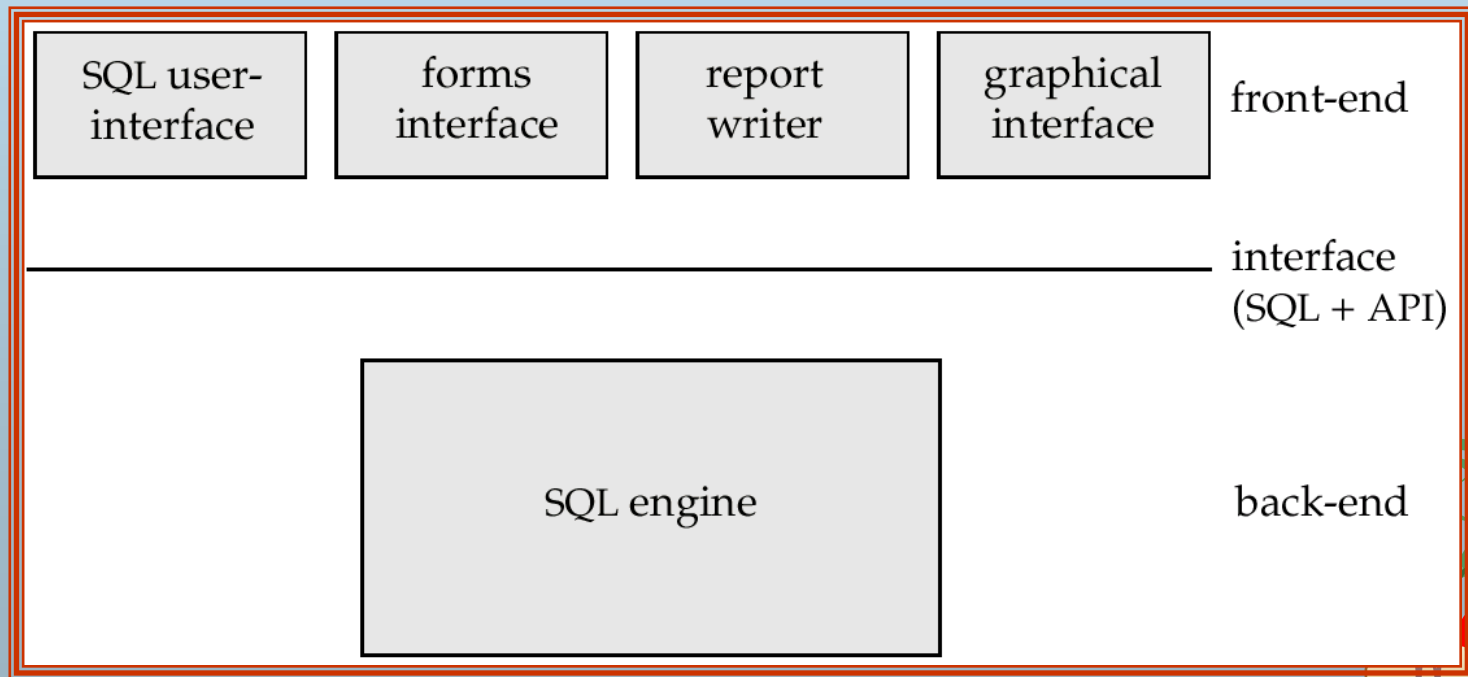 SQL user-
interface
forms
interface
report
writer
graphical
interface
front-end
interface
(SQL + API)
SQL engine
back-end